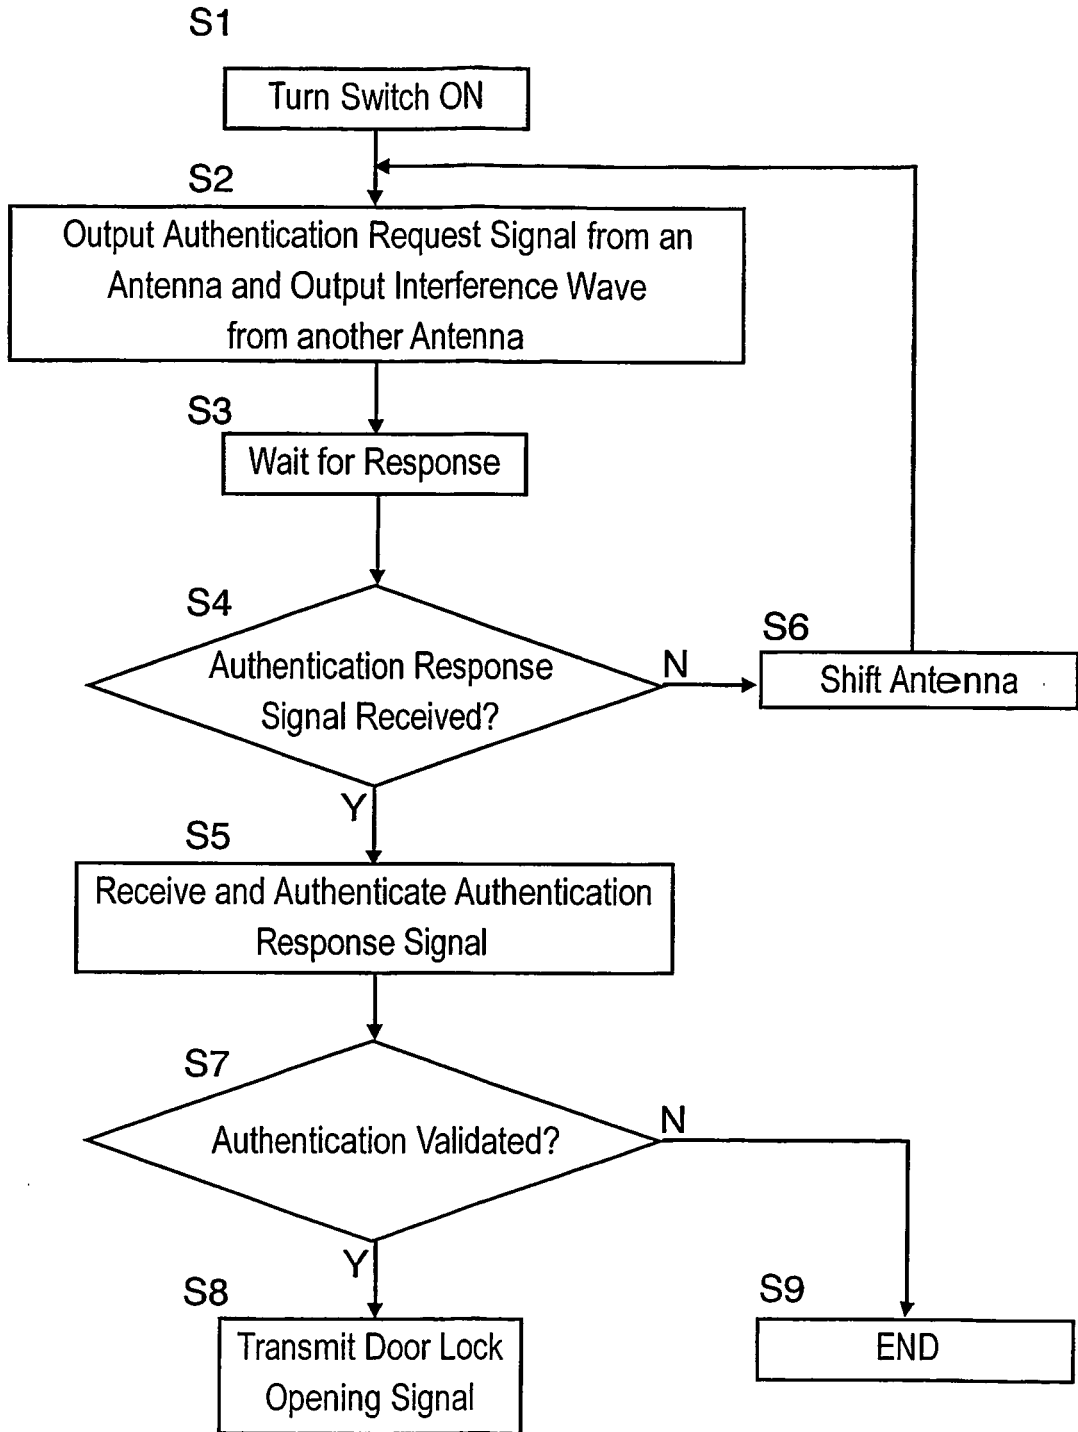 S1
Turn Switch ON
S2
Output Authentication Request Signal from an
Antenna and Output Interference Wave
from another Antenna
S3
Wait for Response
S4
Authentication Response
Signal Received?
N
S6
Shift Antenna
Y
S5
Receive and Authenticate Authentication
Response Signal
S7
Authentication Validated?
N
Y
S8
Transmit Door Lock
Opening Signal
S9
END